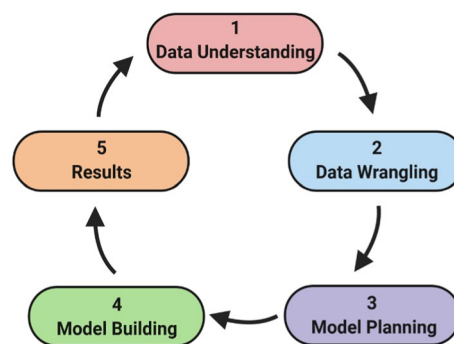 1
Data Understanding
2
Data Wrangling
3
Model Planning
4
Model Building
5
Results